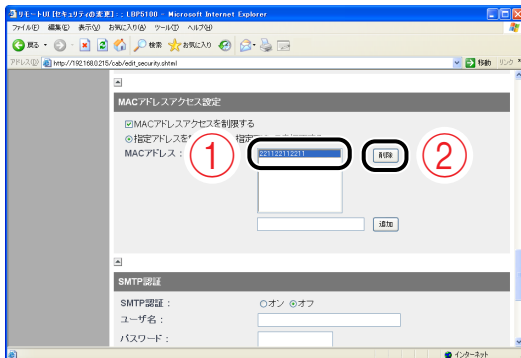 リモートUI [セキュリティの変更] : ; LBP5100 - Microsoft Internet Explorer
ファイル(F) 編集(E) 表示(V) お気に入り(A) ツール(T) ヘルプ(H)
戻る 検索 お気に入り
アドレス(D) http://192.168.0.215/cab/edit_security.shtml 移動 リンク
MACアドレスアクセス設定
MACアドレスアクセスを制限する
指定アドレスを
MACアドレス : ① 221122112211 削除 ②
追加
SMTP認証
SMTP認証 : オン オフ
ユーザ名 :
パスワード :
インターネット